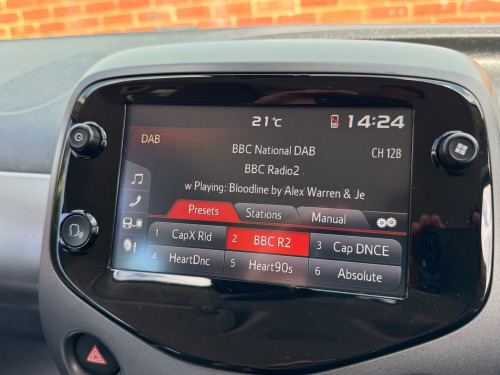 21°C 14:24
DAB
BBC National DAB CH 12B
BBC Radio2
w Playing: Bloodline by Alex Warren & Je
Presets Stations Manual
1 CapX Rld 2 BBC R2 3 Cap DNCE
4 HeartDnc 5 Heart90s 6 Absolute